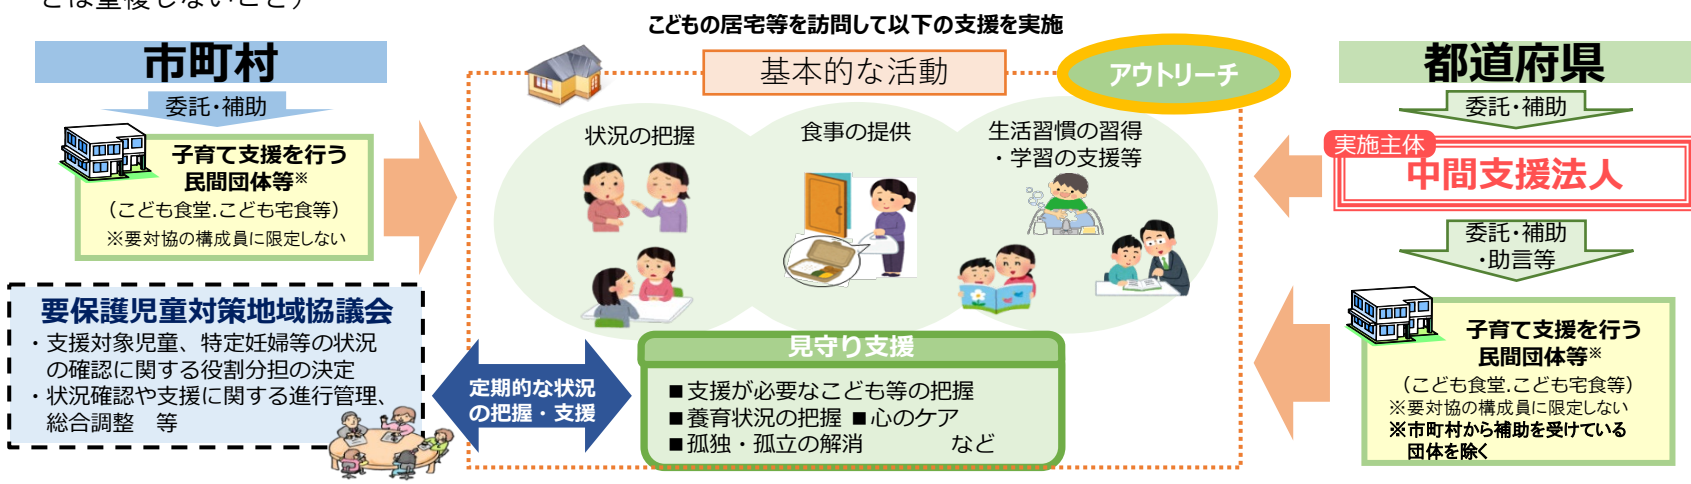 とは重複しないこと）
こどもの居宅等を訪問して以下の支援を実施
市町村
委託・補助
子育て支援を行う
民間団体等※
（こども食堂.こども宅食等）
※要対協の構成員に限定しない
要保護児童対策地域協議会
・支援対象児童、特定妊婦等の状況
の確認に関する役割分担の決定
・状況確認や支援に関する進行管理、
総合調整　等
基本的な活動
アウトリーチ
状況の把握
食事の提供
生活習慣の習得
・学習の支援等
定期的な状況
の把握・支援
見守り支援
■支援が必要なこども等の把握
■養育状況の把握 ■心のケア
■孤独・孤立の解消　　　　など
都道府県
委託・補助
実施主体
中間支援法人
委託・補助
・助言等
子育て支援を行う
民間団体等※
（こども食堂.こども宅食等）
※要対協の構成員に限定しない
※市町村から補助を受けている
団体を除く